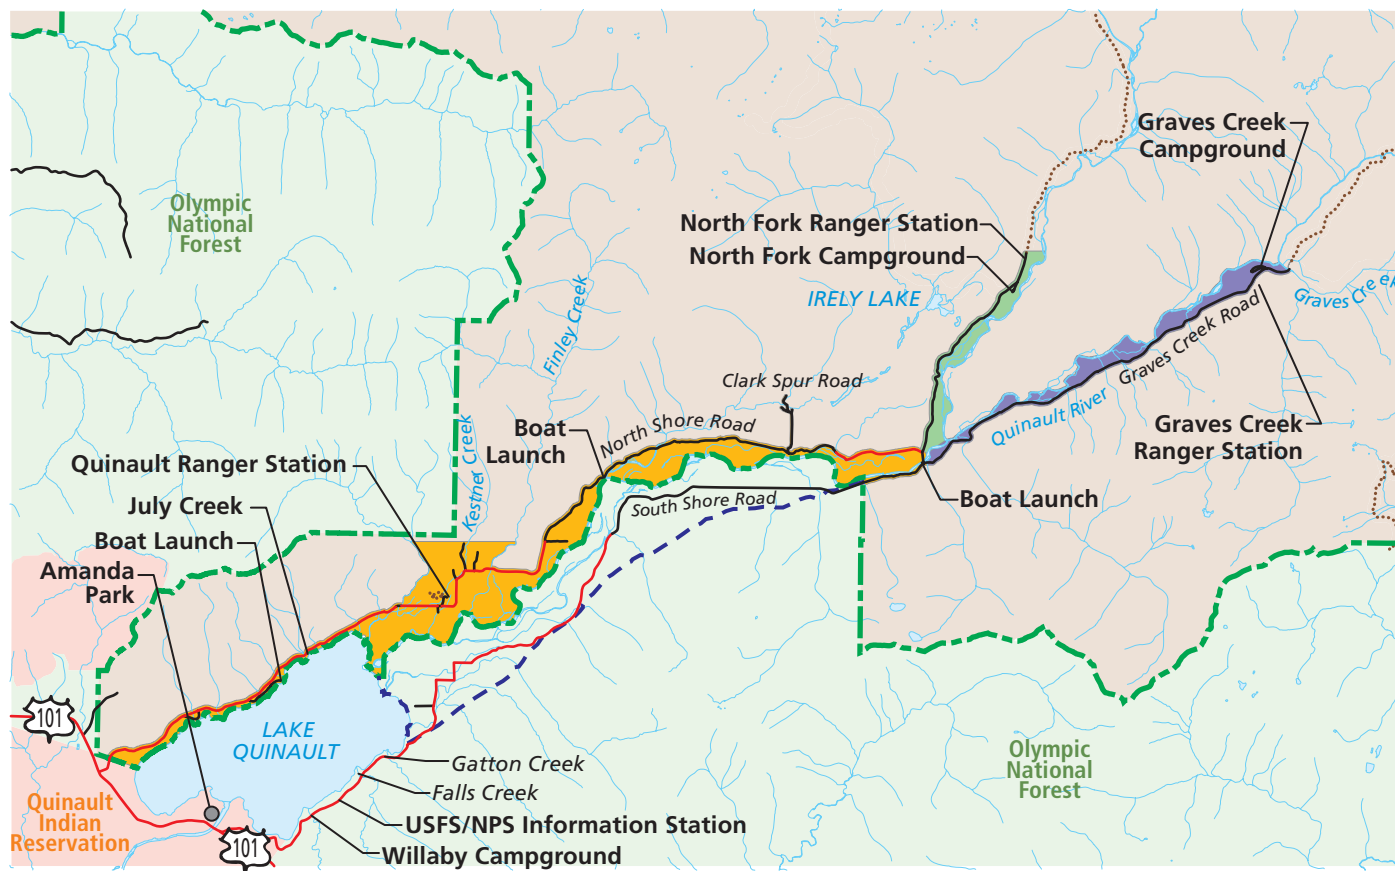 Graves Creek
Campground
Olympic
National
Forest
North Fork Ranger Station
North Fork Campground
IRELY LAKE
Graves Creek
Graves Creek Road
Finley Creek
Clark Spur Road
Quinault River
Boat
Launch
North Shore Road
Graves Creek
Ranger Station
Kestner Creek
Quinault Ranger Station
July Creek
South Shore Road
Boat Launch
Boat Launch
Amanda
Park
101
LAKE
QUINAULT
Gatton Creek
Olympic
National
Forest
Falls Creek
Quinault
Indian
Reservation
USFS/NPS Information Station
101
Willaby Campground